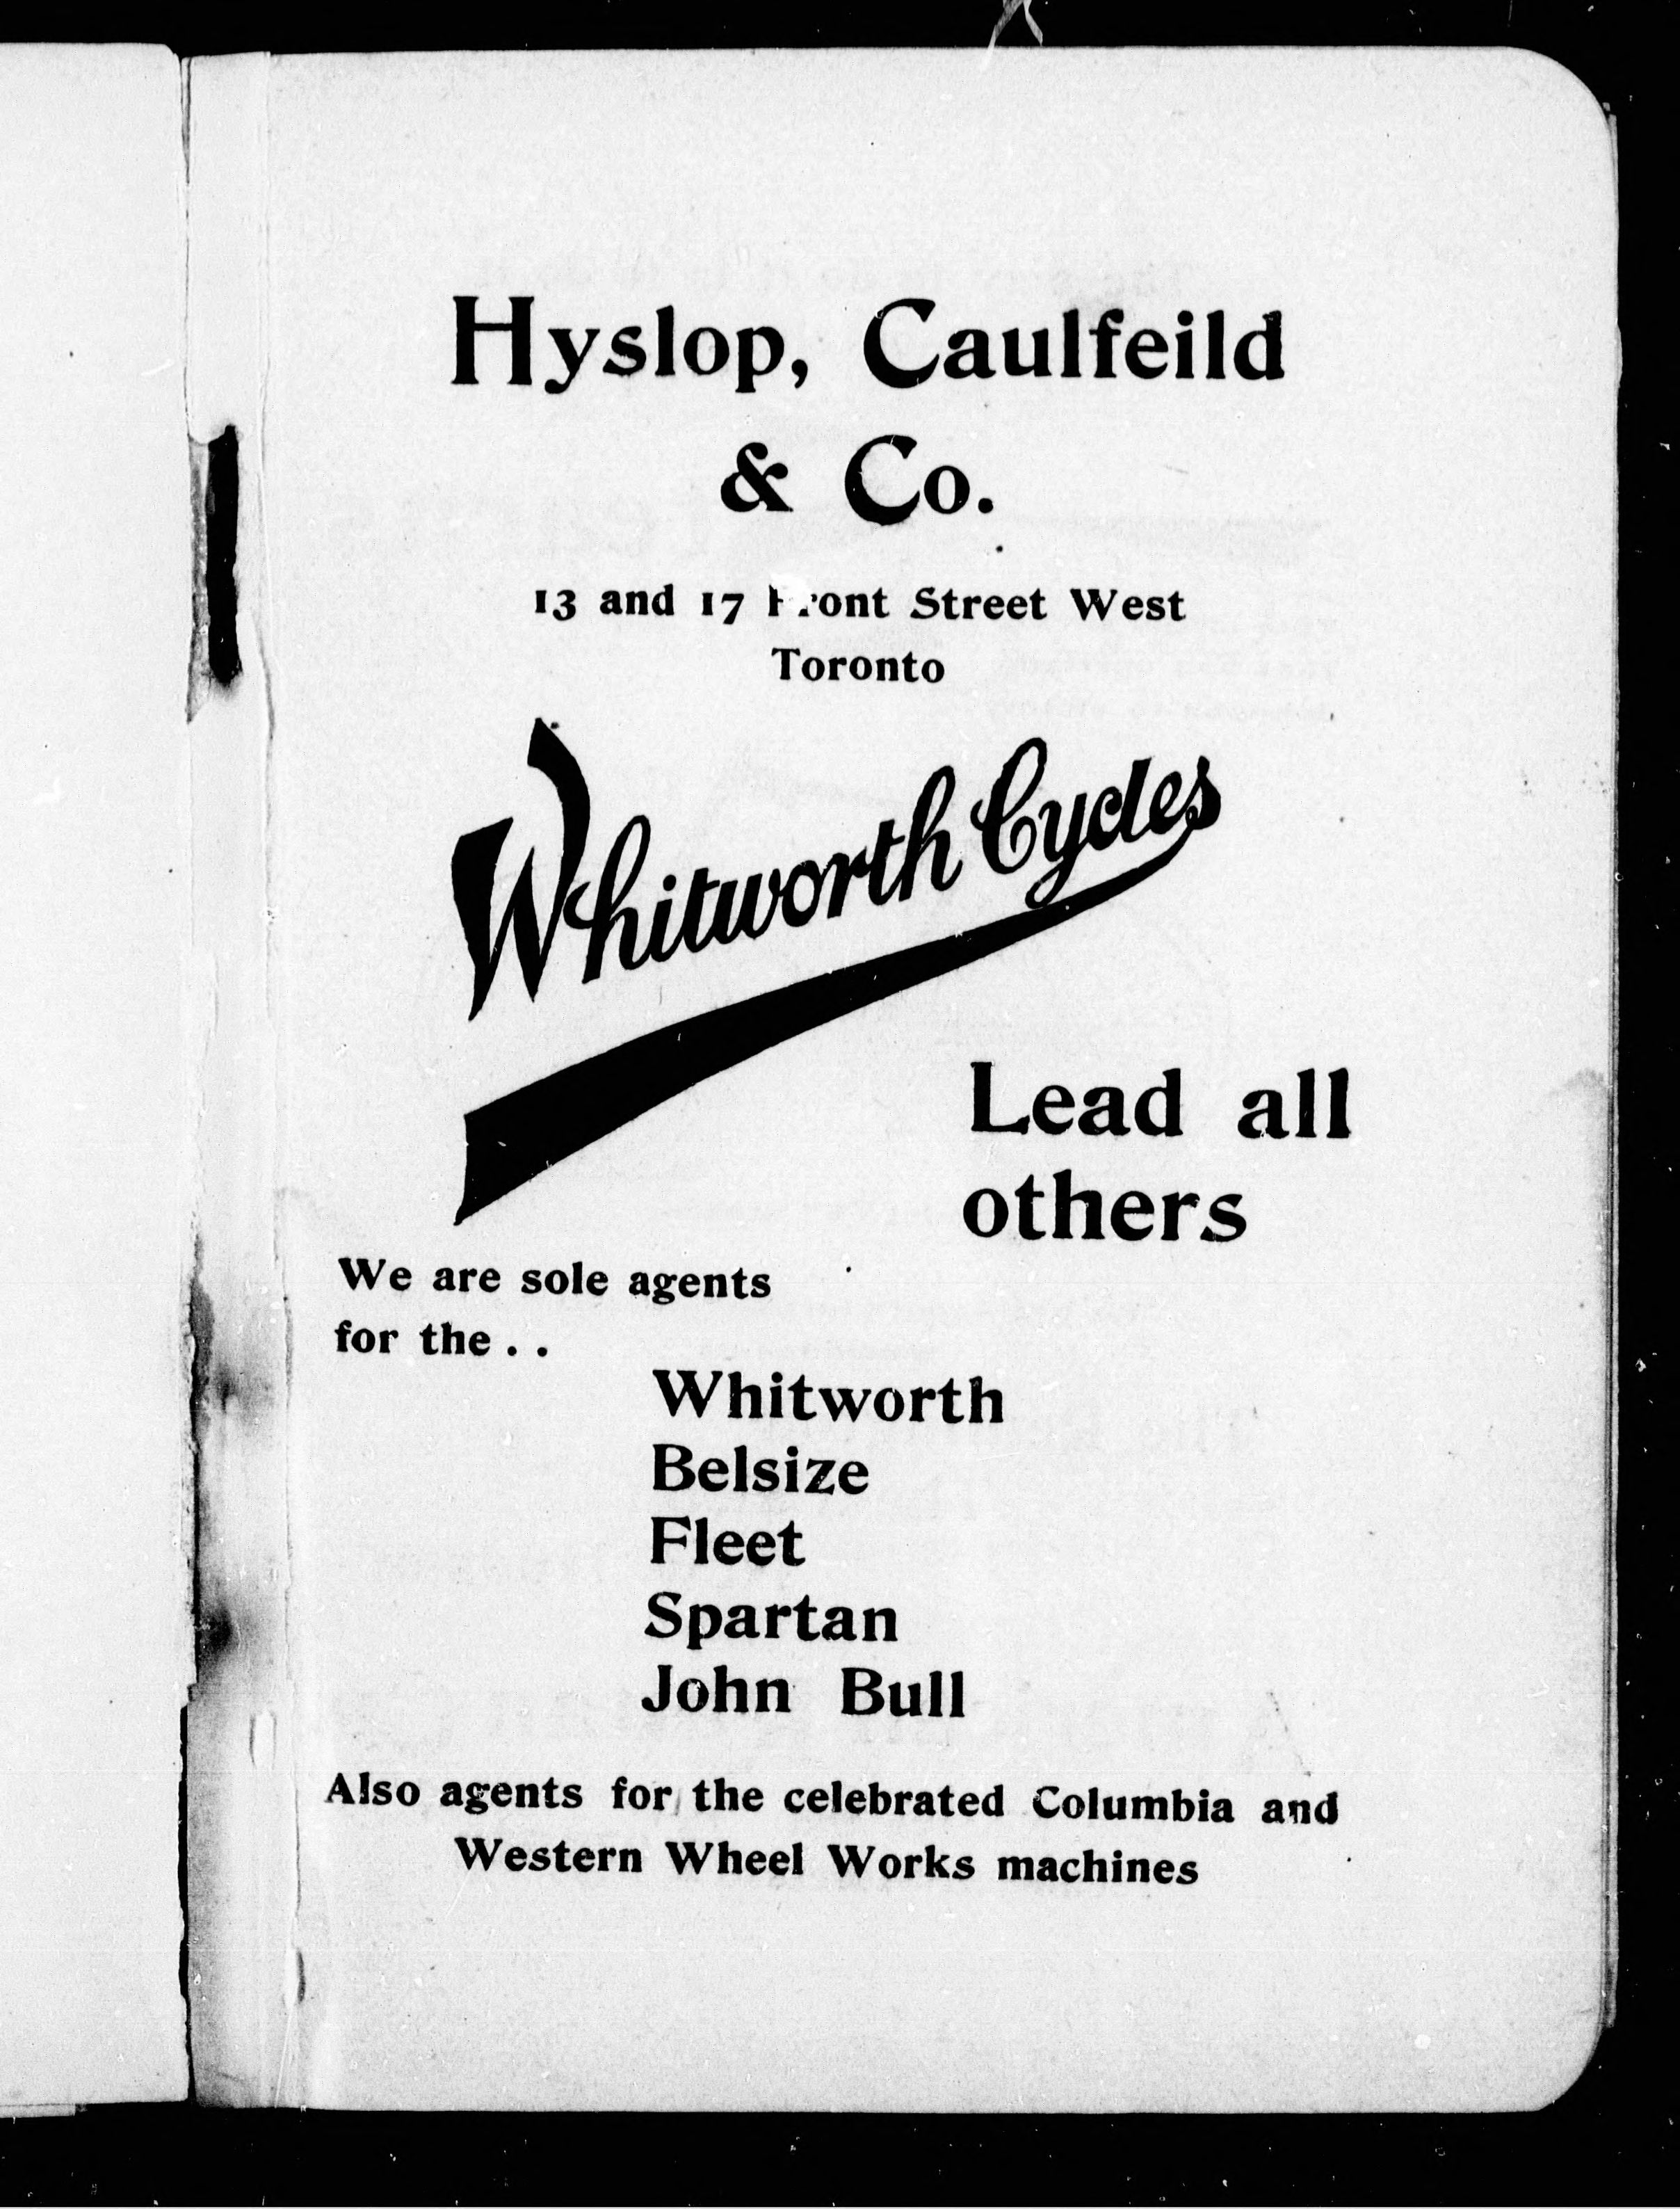 Hyslop, Caulfeild
& Co.
13 and 17 Front Street West
Toronto
Whitworth Cycles
Lead all
others
We are sole agents
for the . .
Whitworth
Belsize
Fleet
Spartan
John Bull
Also agents for the celebrated Columbia and
Western Wheel Works machines